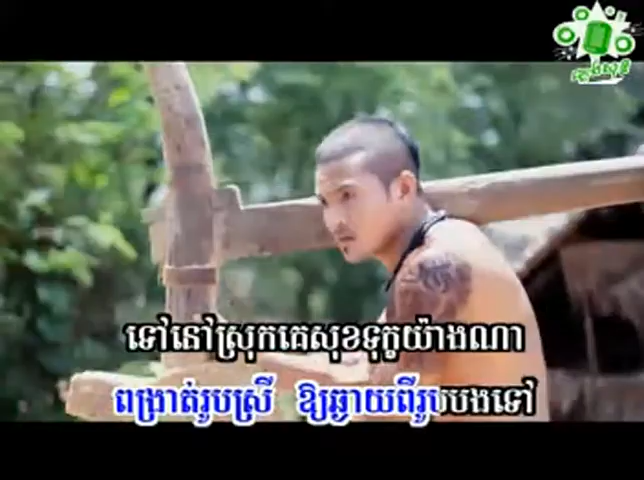 ទៅនៅស្រុកគេសុខទុក្ខយ៉ាងណា
ពង្រាត់រូបស្រី ឱ្យឆ្ងាយពីរូបបងទៅ